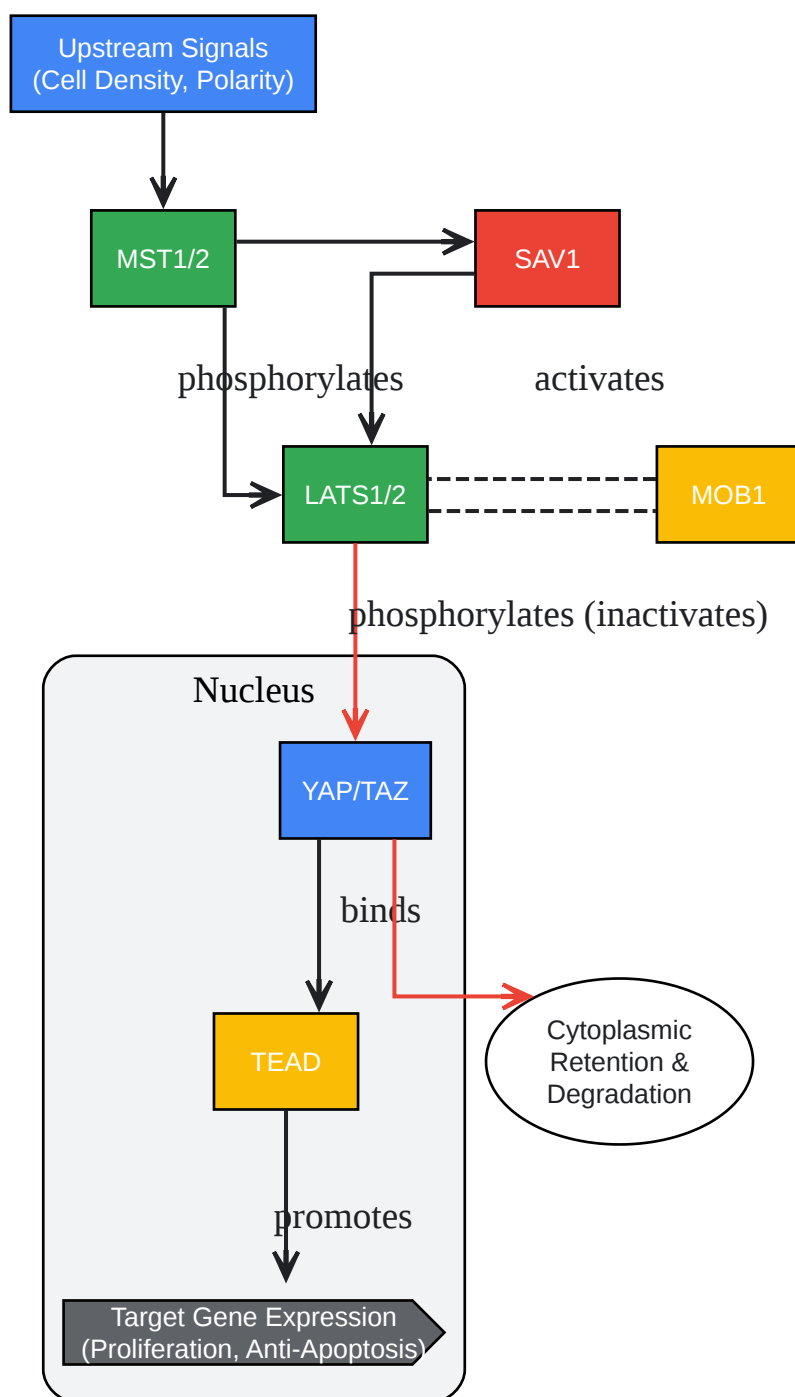 Upstream Signals
(Cell Density, Polarity)
MST1/2
SAV1
phosphorylates
activates
LATS1/2
MOB1
phosphorylates (inactivates)
Nucleus
YAP/TAZ
binds
Cytoplasmic
Retention &
Degradation
TEAD
promotes
Target Gene Expression
(Proliferation, Anti-Apoptosis)